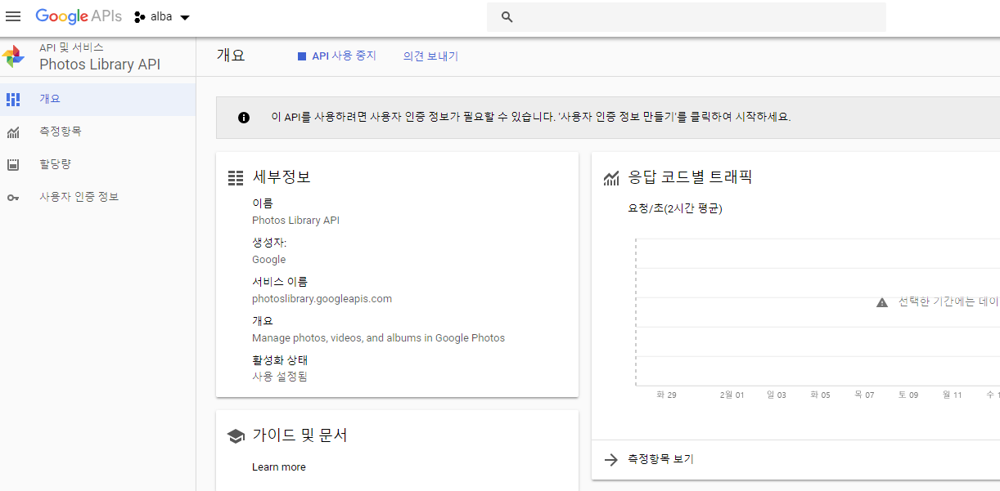 Google APIs alba
API 및 서비스
Photos Library API
개요
측정항목
할당량
사용자 인증 정보
개요 API 사용 중지 의견 보내기
이 API를 사용하려면 사용자 인증 정보가 필요할 수 있습니다. '사용자 인증 정보 만들기'를 클릭하여 시작하세요.
세부정보
이름
Photos Library API
생성자:
Google
서비스 이름
photoslibrary.googleapis.com
개요
Manage photos, videos, and albums in Google Photos
활성화 상태
사용 설정됨
가이드 및 문서
Learn more
응답 코드별 트래픽
요청/초(2시간 평균)
선택한 기간에는 데이
화 29 2월 01 일 03 화 05 목 07 토 09 월 11 수 1
측정항목 보기